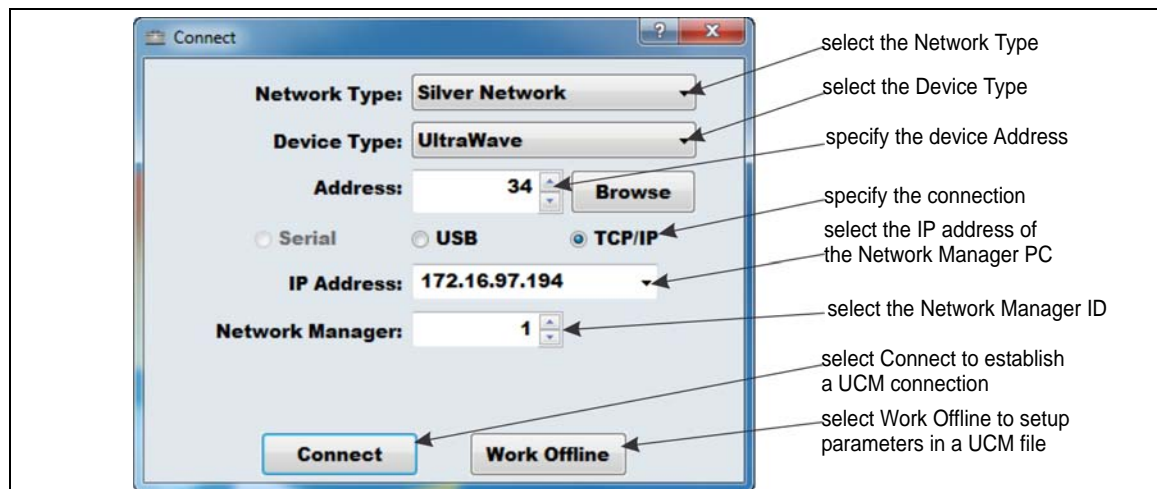 Connect
?
X
Network Type: Silver Network
Device Type: UltraWave
Address: 34 Browse
Serial USB TCP/IP
IP Address: 172.16.97.194
Network Manager: 1
Connect Work Offline
select the Network Type
select the Device Type
specify the device Address
specify the connection
select the IP address of
the Network Manager PC
select the Network Manager ID
select Connect to establish
a UCM connection
select Work Offline to setup
parameters in a UCM file